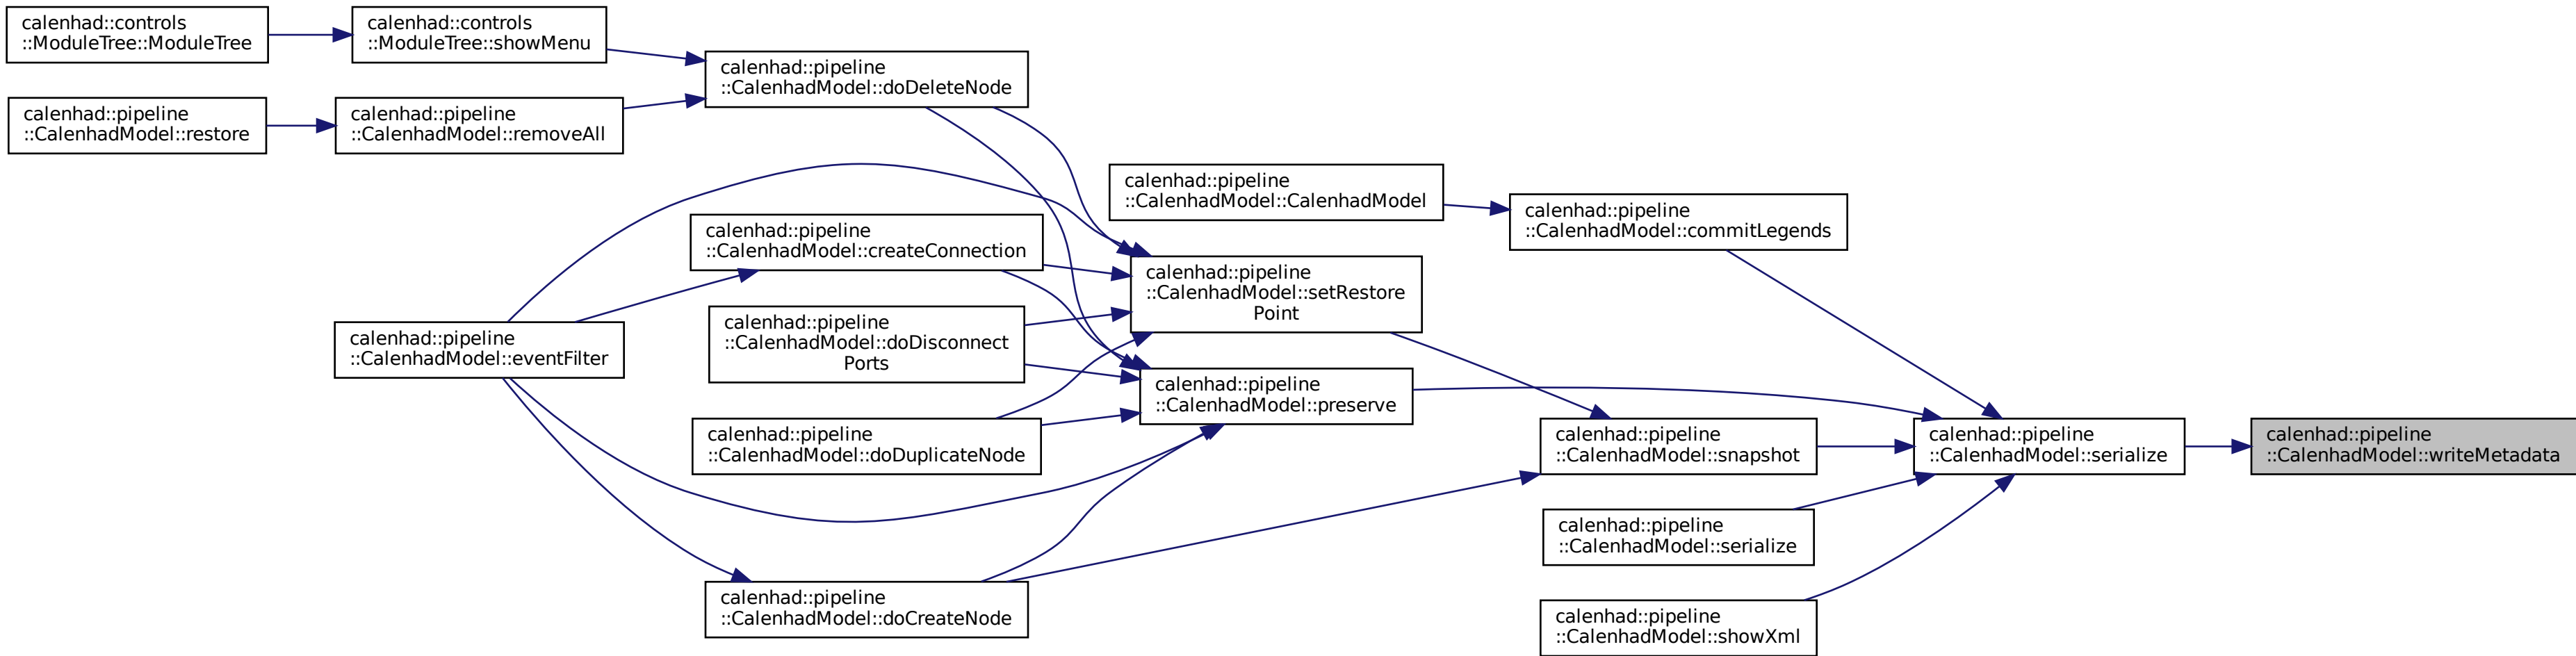 calenhad::controls
::ModuleTree::ModuleTree
calenhad::controls
::ModuleTree::showMenu
calenhad::pipeline
::CalenhadModel::doDeleteNode
calenhad::pipeline
::CalenhadModel::restore
calenhad::pipeline
::CalenhadModel::removeAll
calenhad::pipeline
::CalenhadModel::CalenhadModel
calenhad::pipeline
::CalenhadModel::commitLegends
calenhad::pipeline
::CalenhadModel::createConnection
calenhad::pipeline
::CalenhadModel::setRestore
Point
calenhad::pipeline
::CalenhadModel::eventFilter
calenhad::pipeline
::CalenhadModel::doDisconnect
Ports
calenhad::pipeline
::CalenhadModel::preserve
calenhad::pipeline
::CalenhadModel::doDuplicateNode
calenhad::pipeline
::CalenhadModel::snapshot
calenhad::pipeline
::CalenhadModel::serialize
calenhad::pipeline
::CalenhadModel::writeMetadata
calenhad::pipeline
::CalenhadModel::serialize
calenhad::pipeline
::CalenhadModel::doCreateNode
calenhad::pipeline
::CalenhadModel::showXml